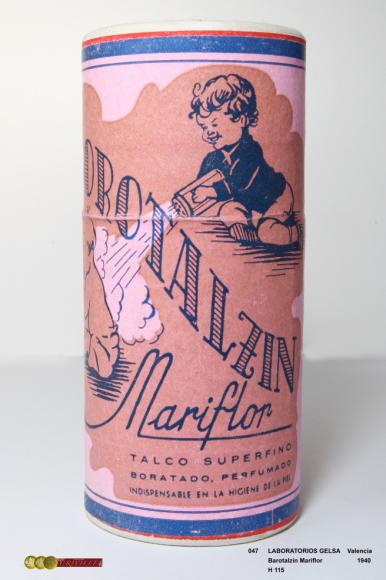 OROTALZIN
Mariflor
TALCO SUPERFINO
BORATADO, PERFUMADO
INDISPENSABLE EN LA HIGIENE DE LA PIEL
047 LABORATORIOS GELSA Valencia
Barotalzin Mariflor 1940
H 115